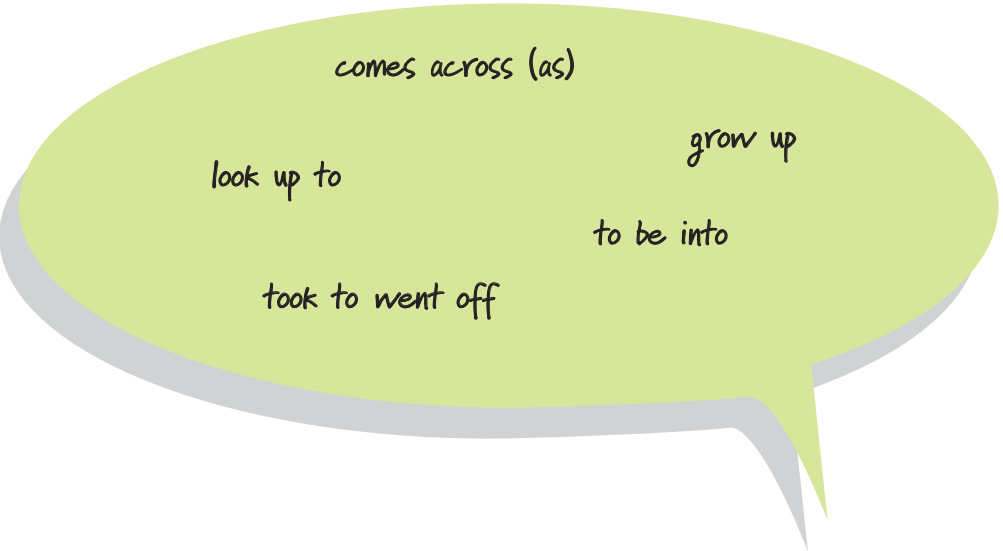 comes across (as)
grow up
look up to
to be into
took to went off